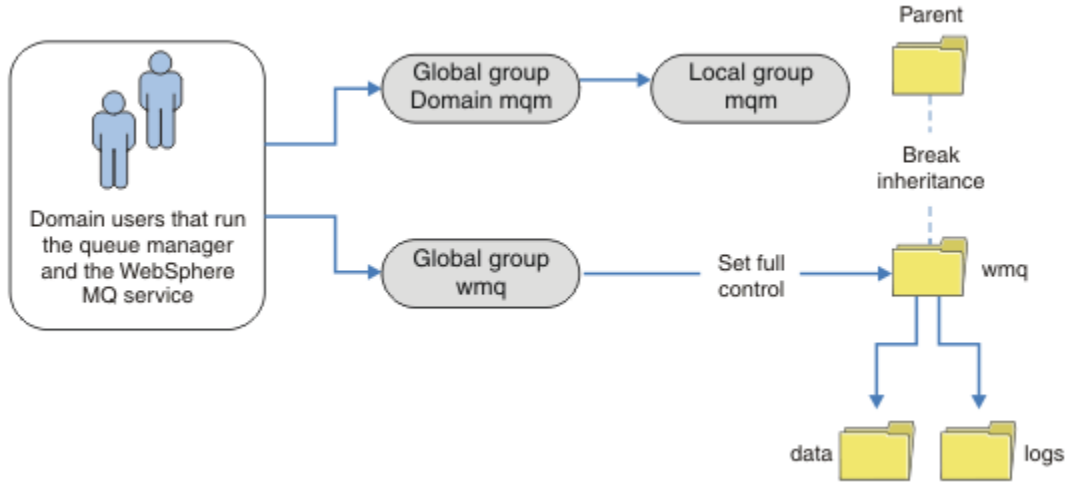 Parent
Global group
Domain mqm
Local group
mqm
Break
inheritance
Domain users that run
the queue manager
and the WebSphere
MQ service
Global group
wmq
Set full
control
wmq
data
logs